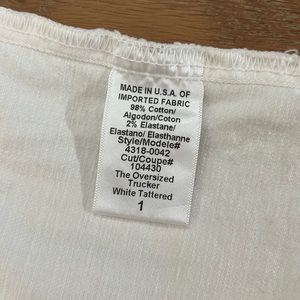 MADE IN U.S.A. OF
IMPORTED FABRIC
98% Cotton/
Algodon/Coton
2% Elastane/
Elastano/ Elasthanne
Style/Modele#
4318-0042
Cut/Coupe#
104430
The Oversized
Trucker
White Tattered
1